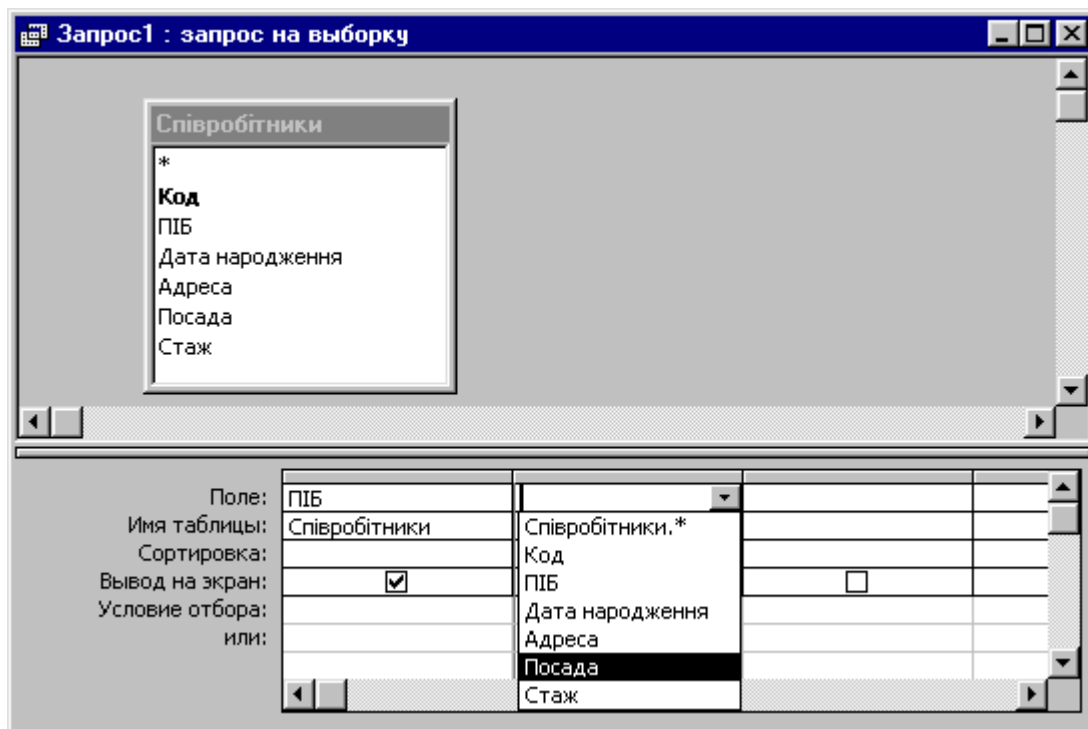 Запрос1 : запрос на выборку
Співробітники
*
Код
ПІБ
Дата народження
Адреса
Посада
Стаж
Поле: ПІБ
Имя таблицы: Співробітники
Сортировка:
Вывод на экран:
Условие отбора:
или:
Співробітники.*
Код
ПІБ
Дата народження
Адреса
Посада
Стаж